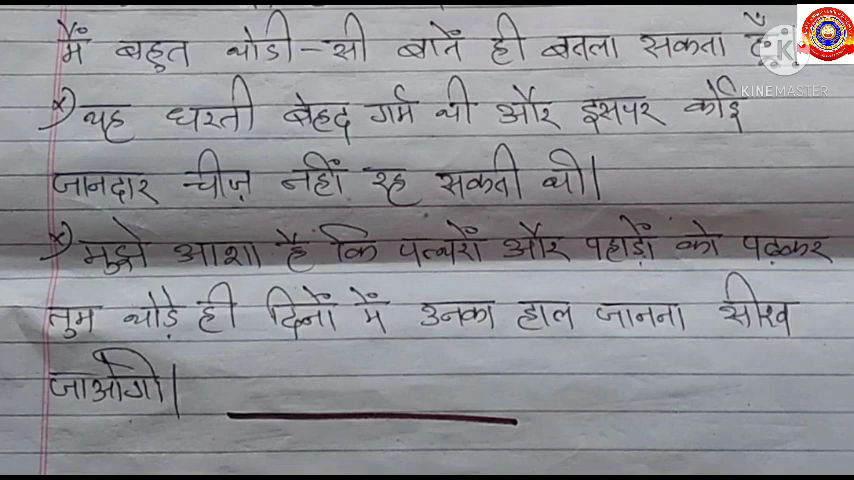 मैं बहुत थोडी-सी बातें ही बतला सकता हूँ।
यह धरती बेहद गर्म थी और इसपर कोई
जानदार चीज़ नहीं रह सकती थी।
मुझे आशा है कि पत्थरों और पहाड़ों को पढ़कर
तुम थोड़े ही दिनों में उनका हाल जानना सीख
जाओगी।
KINEMASTER